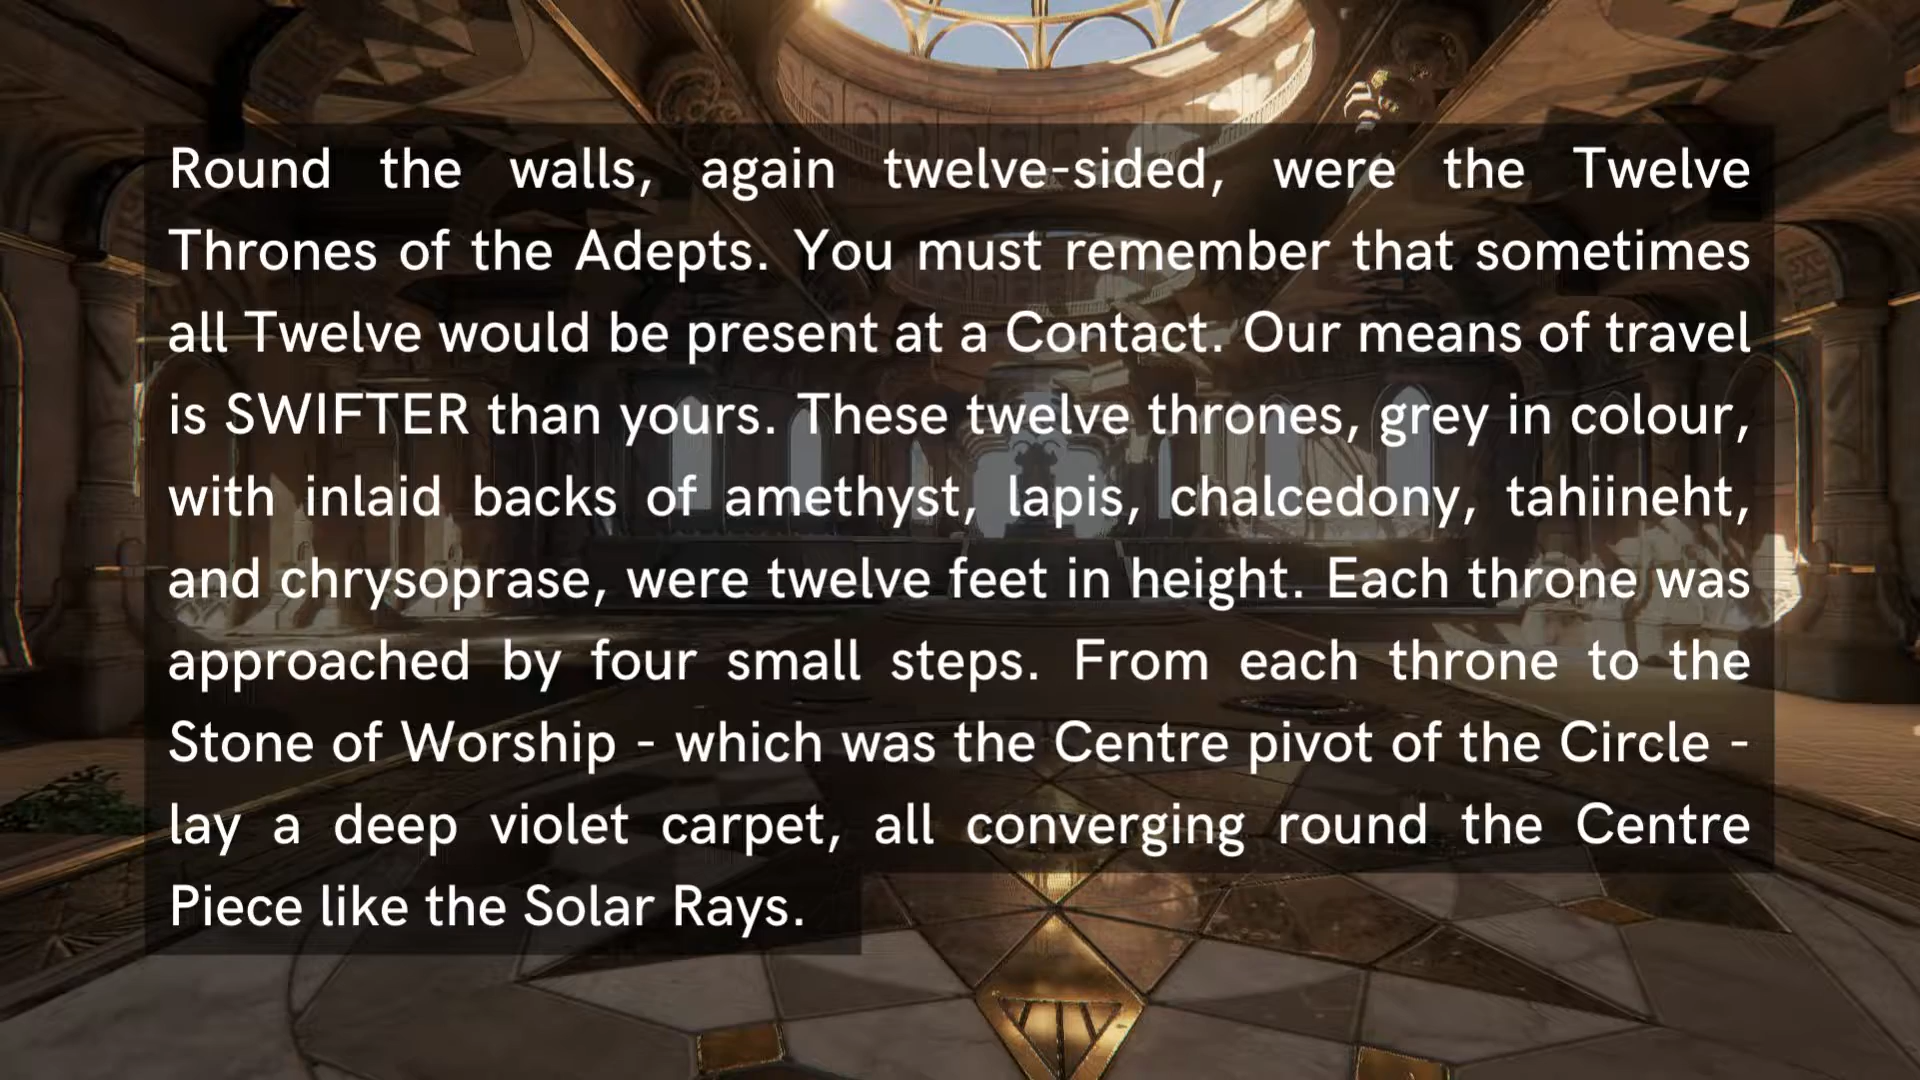 Round the walls, again twelve-sided, were the Twelve
Thrones of the Adepts. You must remember that sometimes
all Twelve would be present at a Contact. Our means of travel
is SWIFTER than yours. These twelve thrones, grey in colour,
with inlaid backs of amethyst, lapis, chalcedony, tahiineht,
and chrysoprase, were twelve feet in height. Each throne was
approached by four small steps. From each throne to the
Stone of Worship - which was the Centre pivot of the Circle -
lay a deep violet carpet, all converging round the Centre
Piece like the Solar Rays.